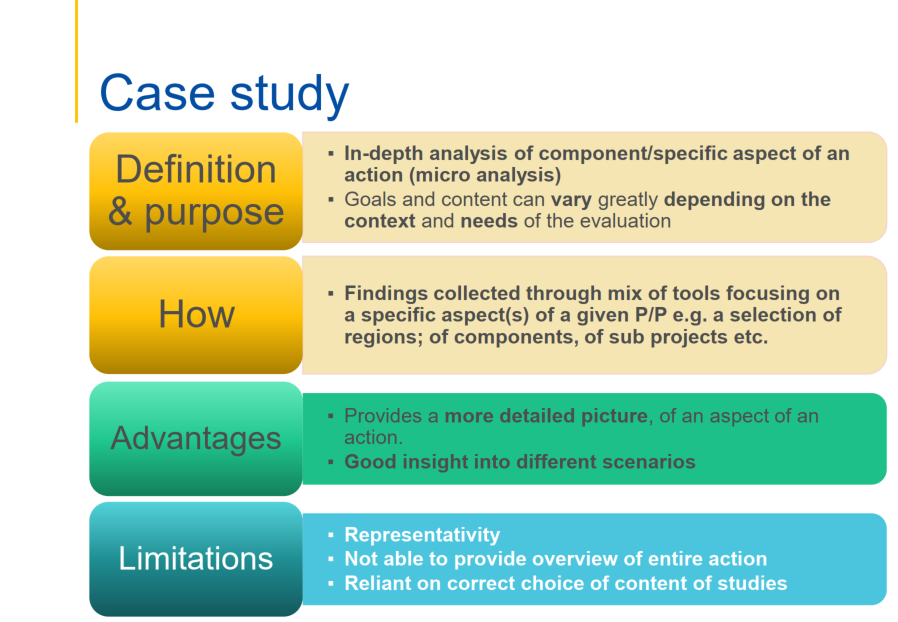 Case study
Definition
& purpose
▪ In-depth analysis of component/specific aspect of an
action (micro analysis)
▪ Goals and content can vary greatly depending on the
context and needs of the evaluation
How
▪ Findings collected through mix of tools focusing on
a specific aspect(s) of a given P/P e.g. a selection of
regions; of components, of sub projects etc.
Advantages
▪ Provides a more detailed picture, of an aspect of an
action.
▪ Good insight into different scenarios
Limitations
▪ Representativity
▪ Not able to provide overview of entire action
▪ Reliant on correct choice of content of studies